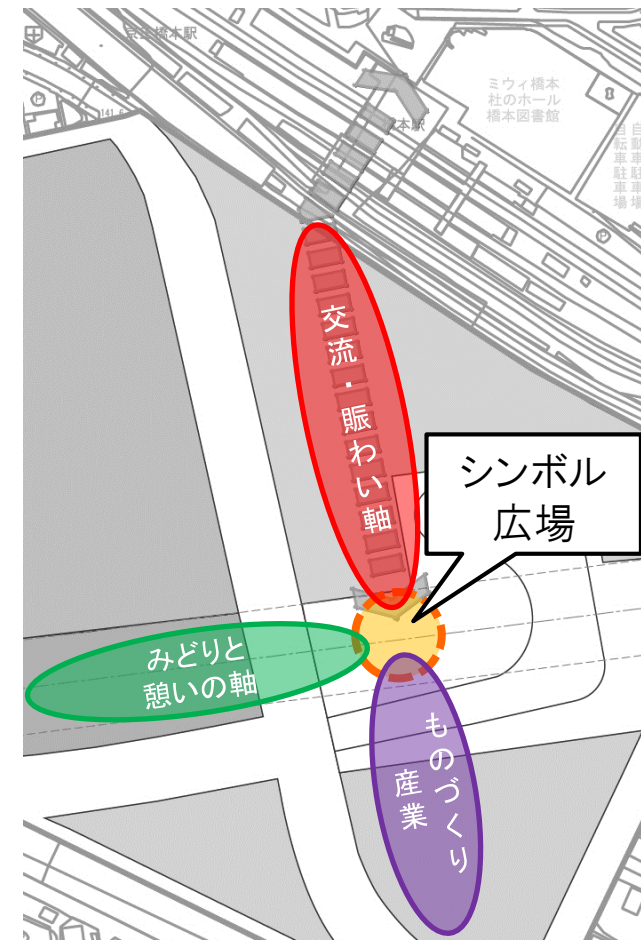 京王橋本駅
ミウィ橋本
杜のホール
橋本図書館
本駅
自転車駐車場
自動車駐車場
141.6
交流・賑わい軸
シンボル
広場
みどりと
憩いの軸
ものづくり
産業